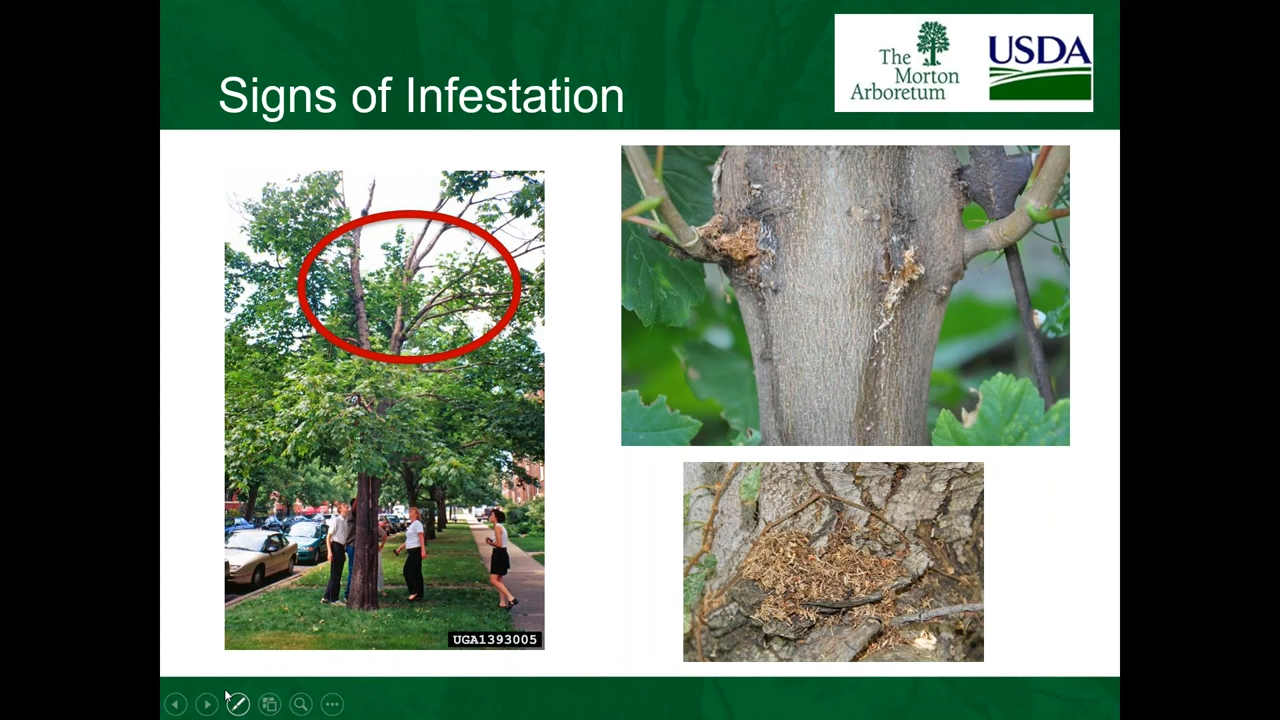 Signs of Infestation
The
Morton
Arboretum
USDA
UGA1393005